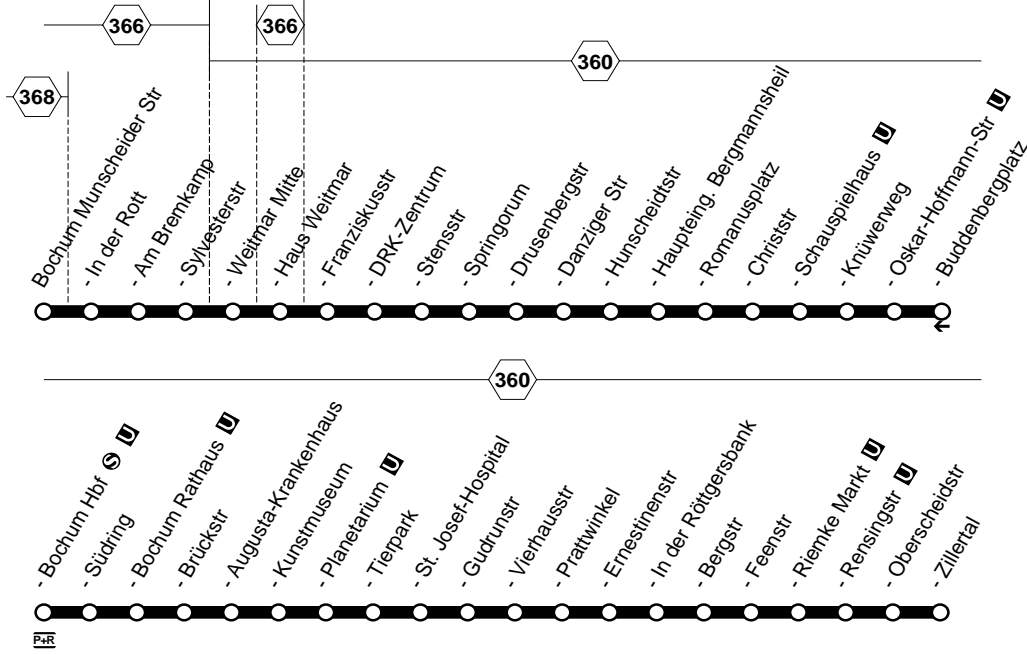 366
366
360
368
Bochum Munscheider Str
- In der Rott
- Am Bremkamp
- Sylvesterstr
- Weitmar Mitte
- Haus Weitmar
- Franziskusstr
- DRK-Zentrum
- Stensstr
- Springorum
- Drusenbergstr
- Danziger Str
- Hunscheidtstr
- Haupteing. Bergmannsheil
- Romanusplatz
- Christstr
- Schauspielhaus U
- Knüwerweg
- Oskar-Hoffmann-Str U
- Buddenbergplatz
360
- Bochum Hbf S U
- Südring
- Bochum Rathaus U
- Brückstr
- Augusta-Krankenhaus
- Kunstmuseum
- Planetarium U
- Tierpark
- St. Josef-Hospital
- Gudrunstr
- Vierhausstr
- Prattwinkel
- Ernestinenstr
- In der Röttgersbank
- Bergstr
- Feenstr
- Riemke Markt U
- Rensingstr U
- Oberscheidstr
- Zillertal
P+R